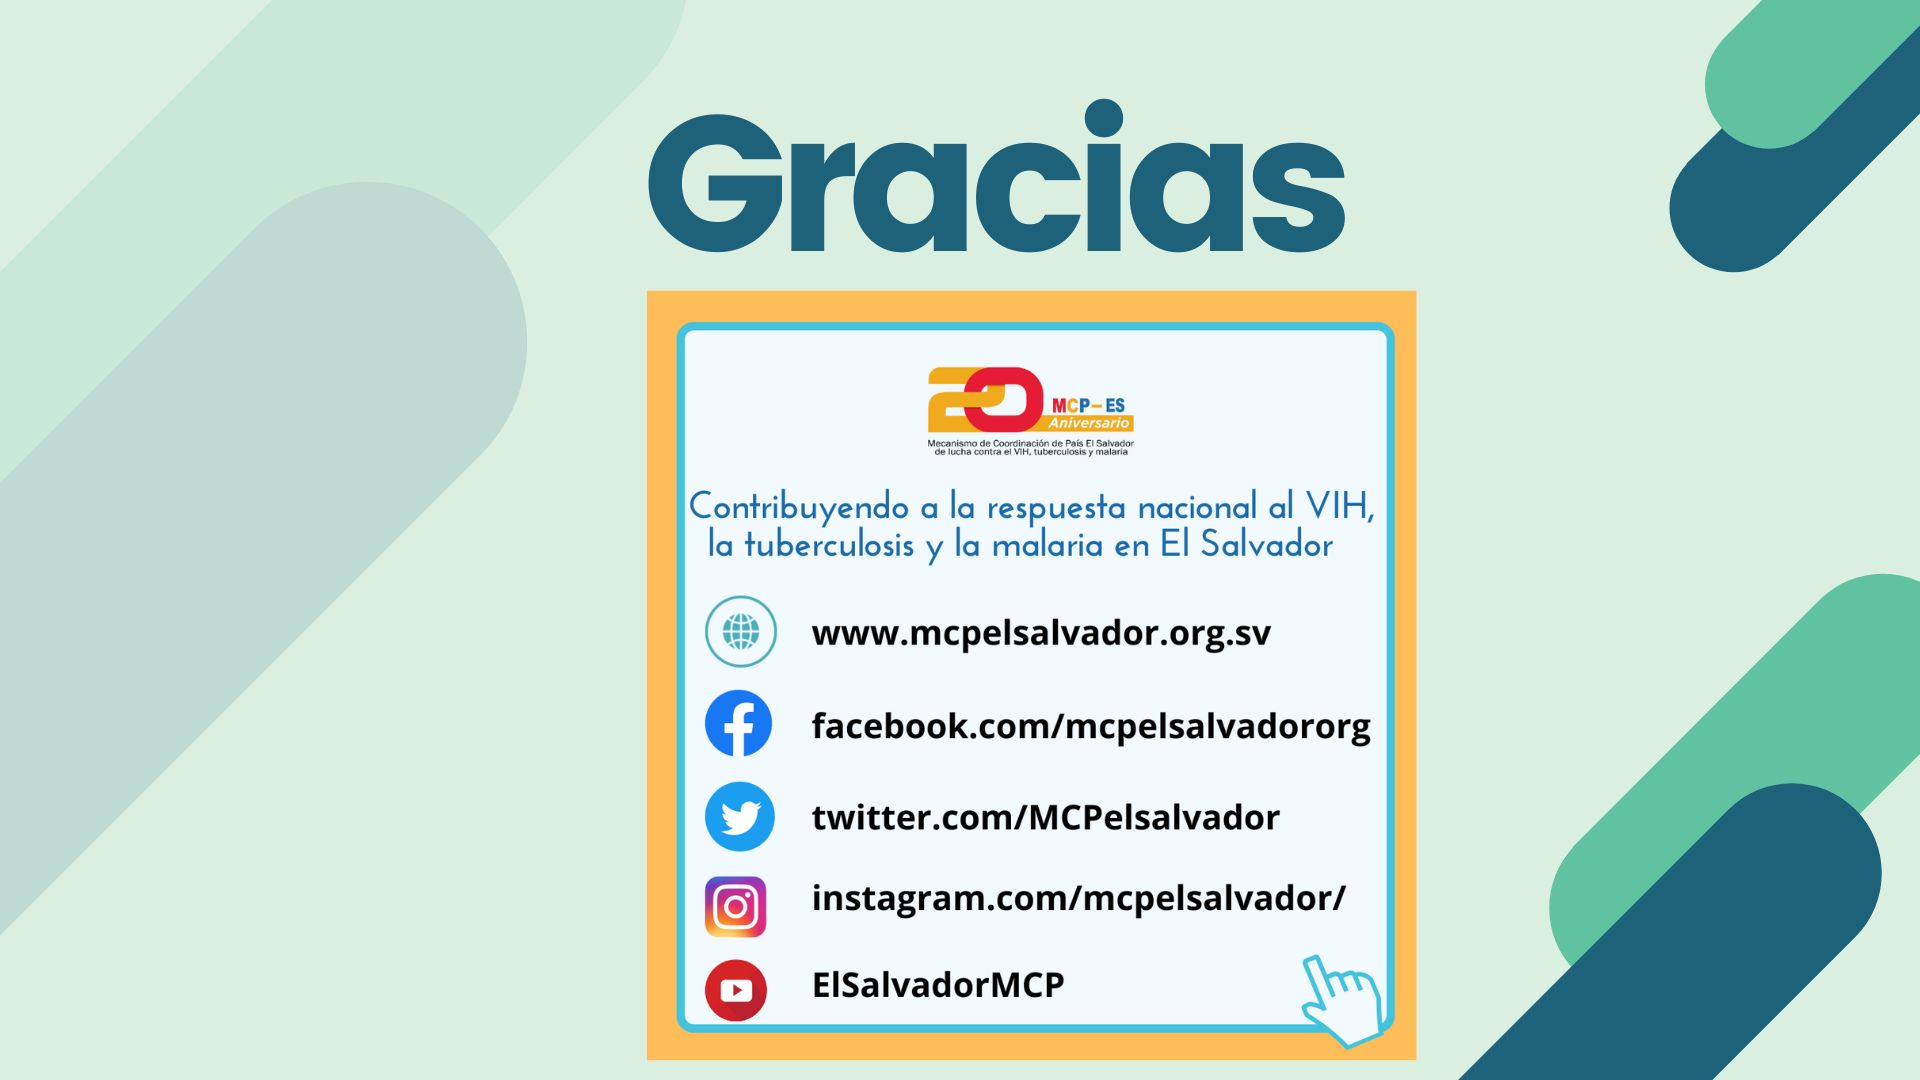 Gracias
20 MCP-ES
Aniversario
Mecanismo de Coordinación de País El Salvador
de lucha contra el VIH, tuberculosis y malaria
Contribuyendo a la respuesta nacional al VIH,
la tuberculosis y la malaria en El Salvador
www.mcpelsalvador.org.sv
facebook.com/mcpelsalvadororg
twitter.com/MCPelsalvador
instagram.com/mcpelsalvador/
ElSalvadorMCP